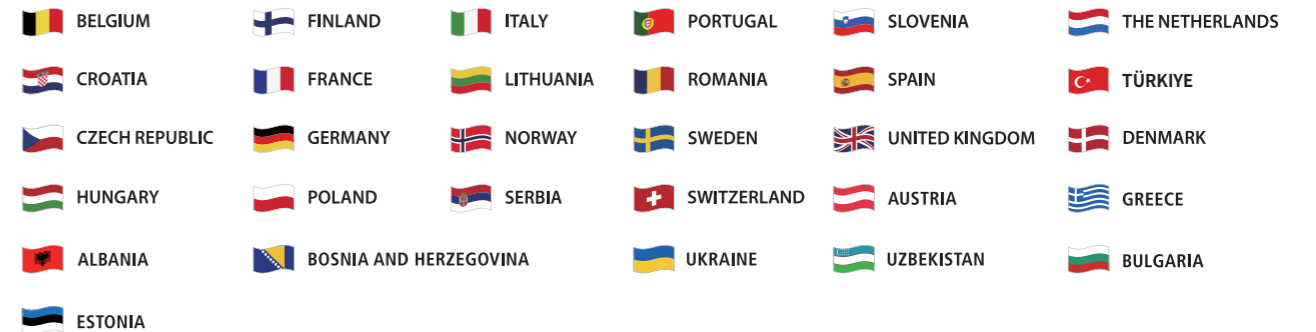 BELGIUM FINLAND ITALY PORTUGAL SLOVENIA THE NETHERLANDS
CROATIA FRANCE LITHUANIA ROMANIA SPAIN TÜRKIYE
CZECH REPUBLIC GERMANY NORWAY SWEDEN UNITED KINGDOM DENMARK
HUNGARY POLAND SERBIA SWITZERLAND AUSTRIA GREECE
ALBANIA BOSNIA AND HERZEGOVINA UKRAINE UZBEKISTAN BULGARIA
ESTONIA